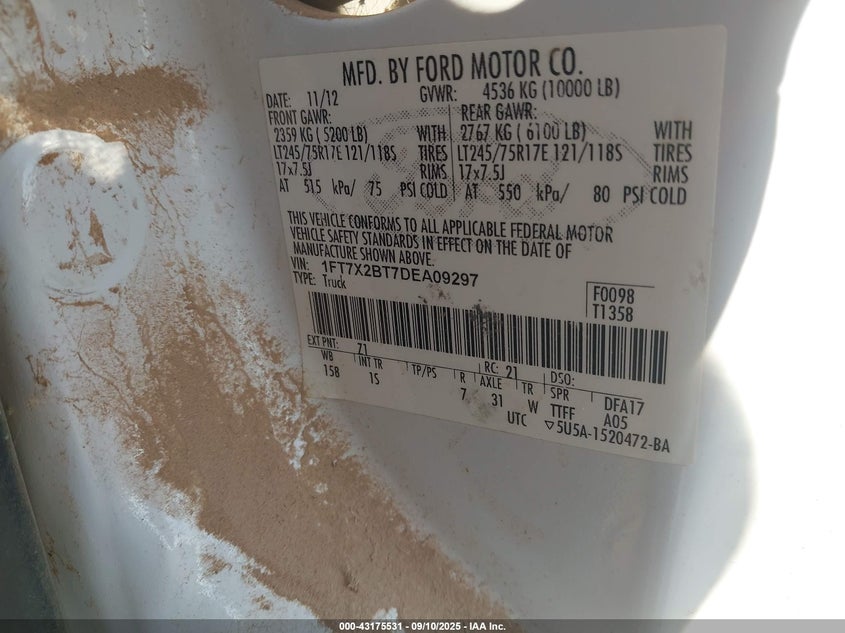 MFD. BY FORD MOTOR CO.
DATE: 11/12 GVWR: 4536 KG (10000 LB)
FRONT GAWR: REAR GAWR:
2359 KG ( 5200 LB) WITH 2767 KG ( 6100 LB) WITH
LT245/75R17E 121/118S TIRES LT245/75R17E 121/118S TIRES
17x7.5J RIMS 17x7.5J RIMS
AT 515 kPa/ 75 PSI COLD AT 550 kPa/ 80 PSI COLD
THIS VEHICLE CONFORMS TO ALL APPLICABLE FEDERAL MOTOR
VEHICLE SAFETY STANDARDS IN EFFECT ON THE DATE OF
MANUFACTURE SHOWN ABOVE.
VIN: 1FT7X2BT7DEA09297
TYPE: Truck
F0098
T1358
EXT PNT: Z1 RC: 21 DSO:
WB INT TR TP/PS R AXLE TR SPR
158 1S 7 31 W TTFF DFA17
A05
UTC ▽5U5A-1520472-BA
000-43175531 - 09/10/2025 - IAA Inc.